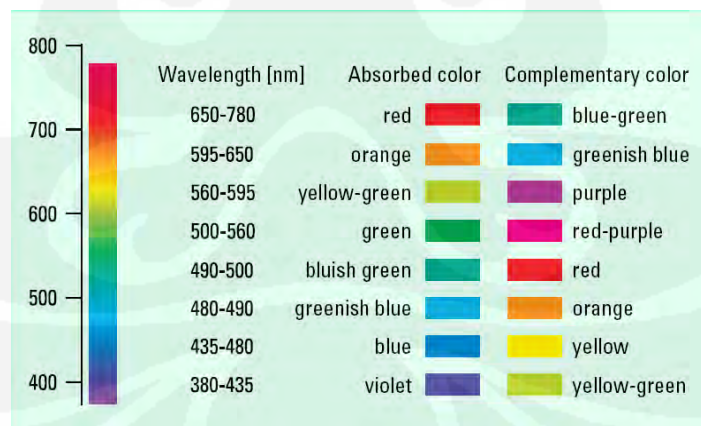 800
700
600
500
400
Wavelength [nm] Absorbed color Complementary color
650-780 red blue-green
595-650 orange greenish blue
560-595 yellow-green purple
500-560 green red-purple
490-500 bluish green red
480-490 greenish blue orange
435-480 blue yellow
380-435 violet yellow-green